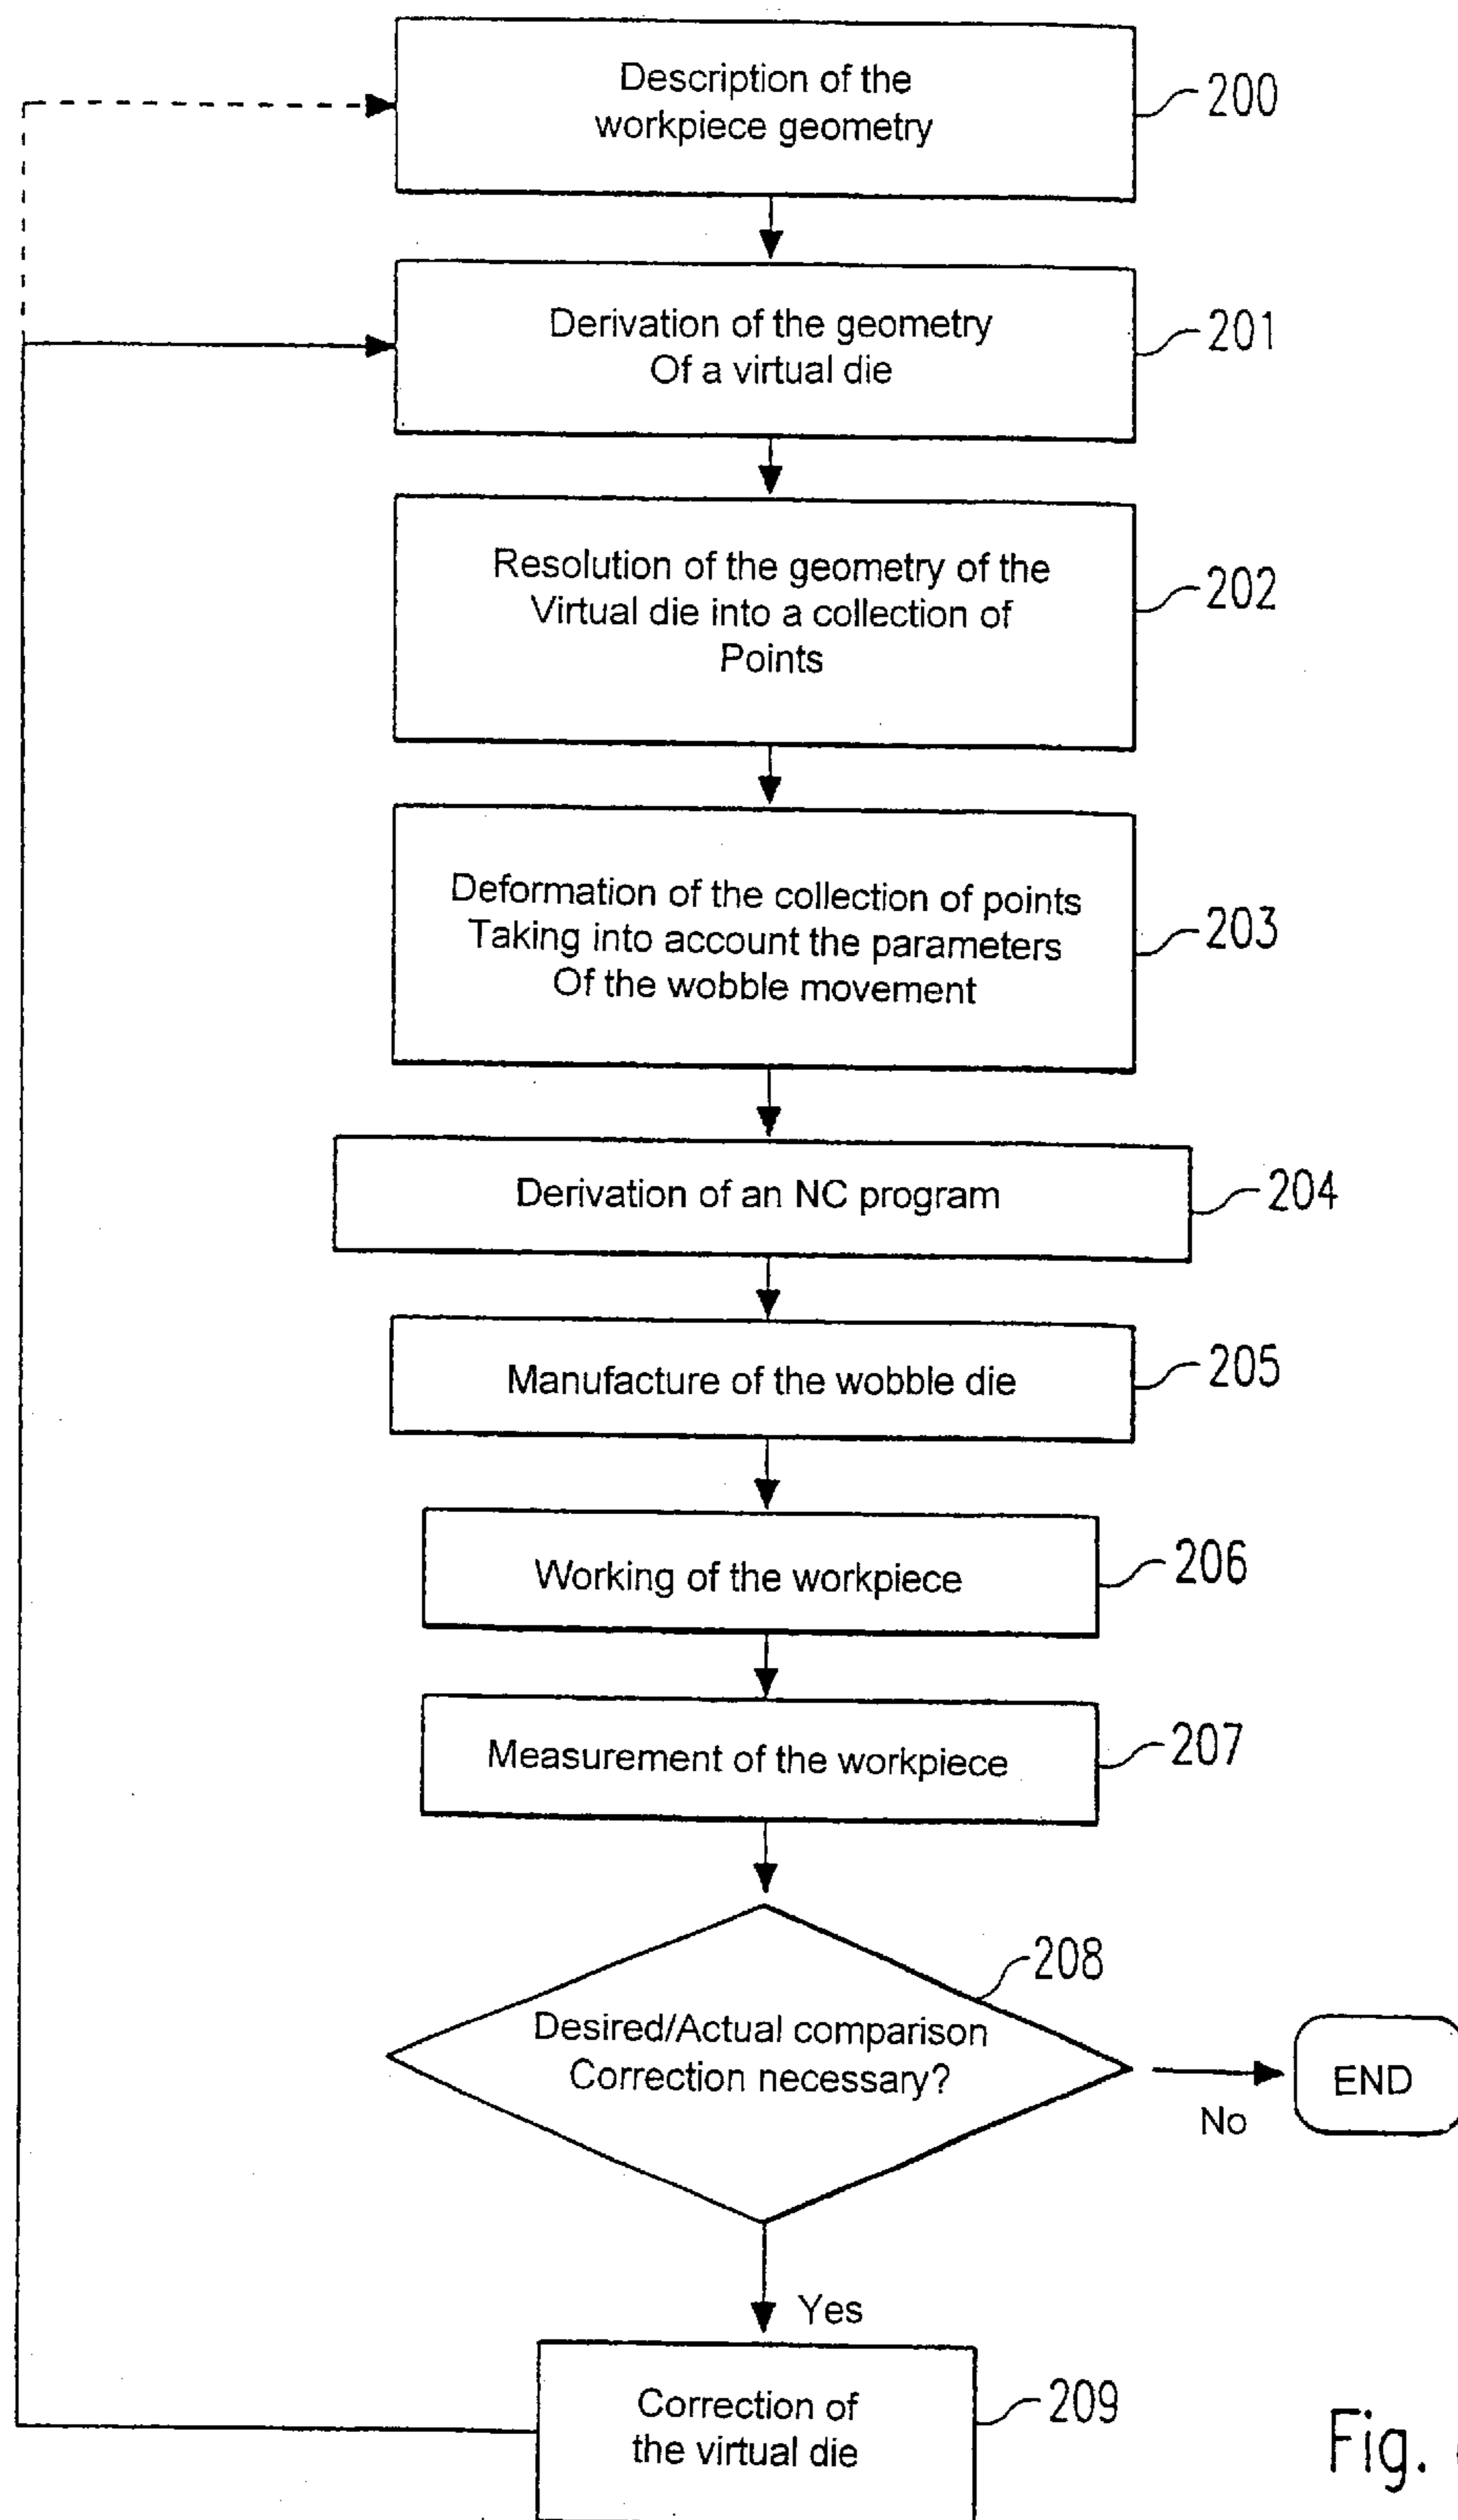 Description of the
workpiece geometry
200
Derivation of the geometry
Of a virtual die
201
Resolution of the geometry of the
Virtual die into a collection of
Points
202
Deformation of the collection of points
Taking into account the parameters
Of the wobble movement
203
Derivation of an NC program
204
Manufacture of the wobble die
205
Working of the workpiece
206
Measurement of the workpiece
207
208
Desired/Actual comparison
Correction necessary?
END
No
Yes
Correction of
the virtual die
209
Fig.